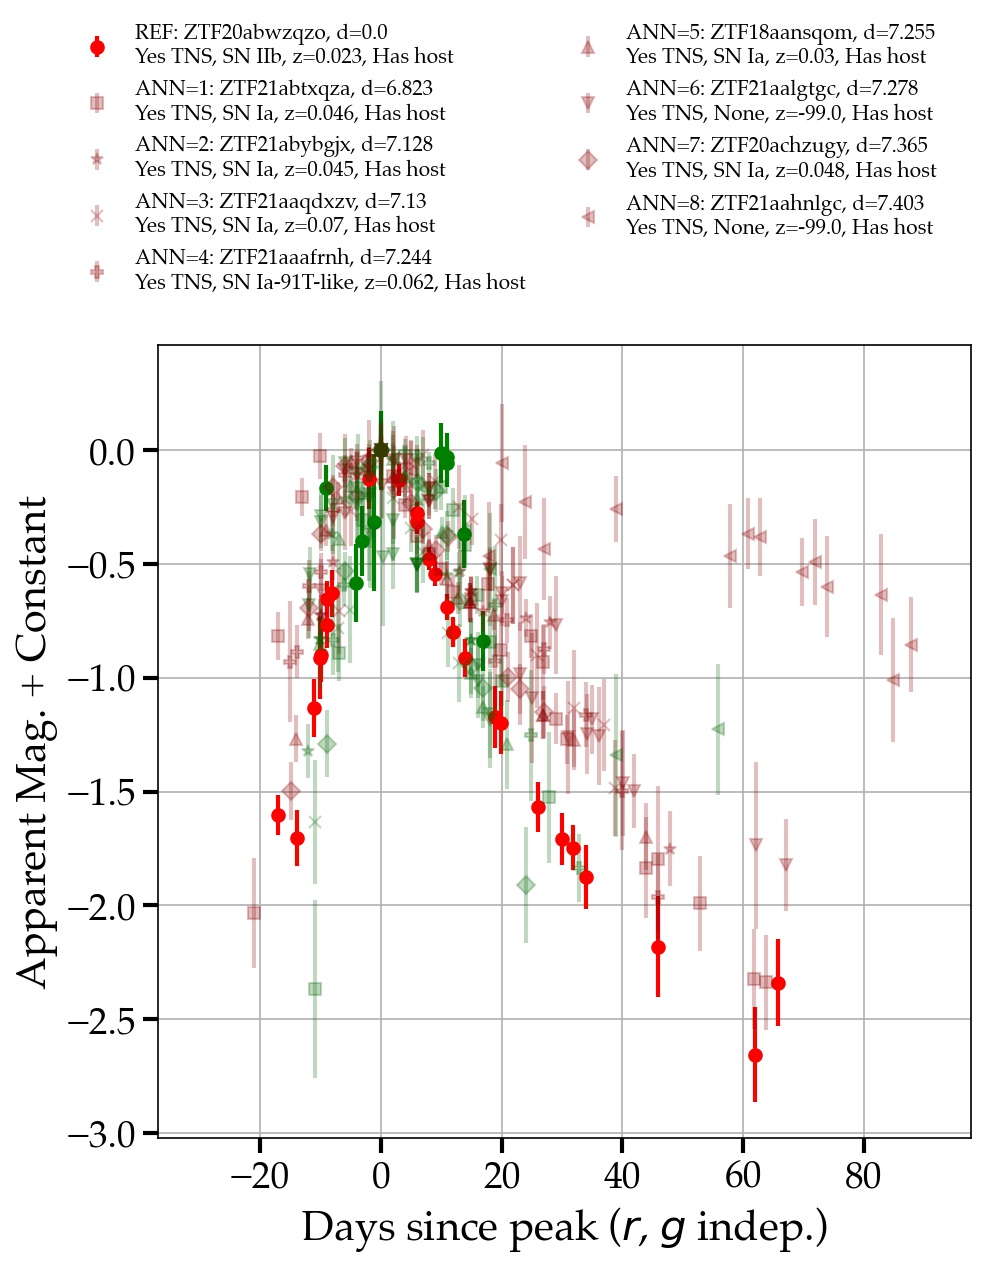 REF: ZTF20abwzqzo, d=0.0
Yes TNS, SN IIb, z=0.023, Has host
ANN=1: ZTF21abtxqza, d=6.823
Yes TNS, SN Ia, z=0.046, Has host
ANN=2: ZTF21abybgjx, d=7.128
Yes TNS, SN Ia, z=0.045, Has host
ANN=3: ZTF21aaqdxzv, d=7.13
Yes TNS, SN Ia, z=0.07, Has host
ANN=4: ZTF21aaafrnh, d=7.244
Yes TNS, SN Ia-91T-like, z=0.062, Has host
ANN=5: ZTF18aansqom, d=7.255
Yes TNS, SN Ia, z=0.03, Has host
ANN=6: ZTF21aalgtgc, d=7.278
Yes TNS, None, z=-99.0, Has host
ANN=7: ZTF20achzugy, d=7.365
Yes TNS, SN Ia, z=0.048, Has host
ANN=8: ZTF21aahnlgc, d=7.403
Yes TNS, None, z=-99.0, Has host
Apparent Mag. + Constant
0.0
−0.5
−1.0
−1.5
−2.0
−2.5
−3.0
−20
0
20
40
60
80
Days since peak (r, g indep.)